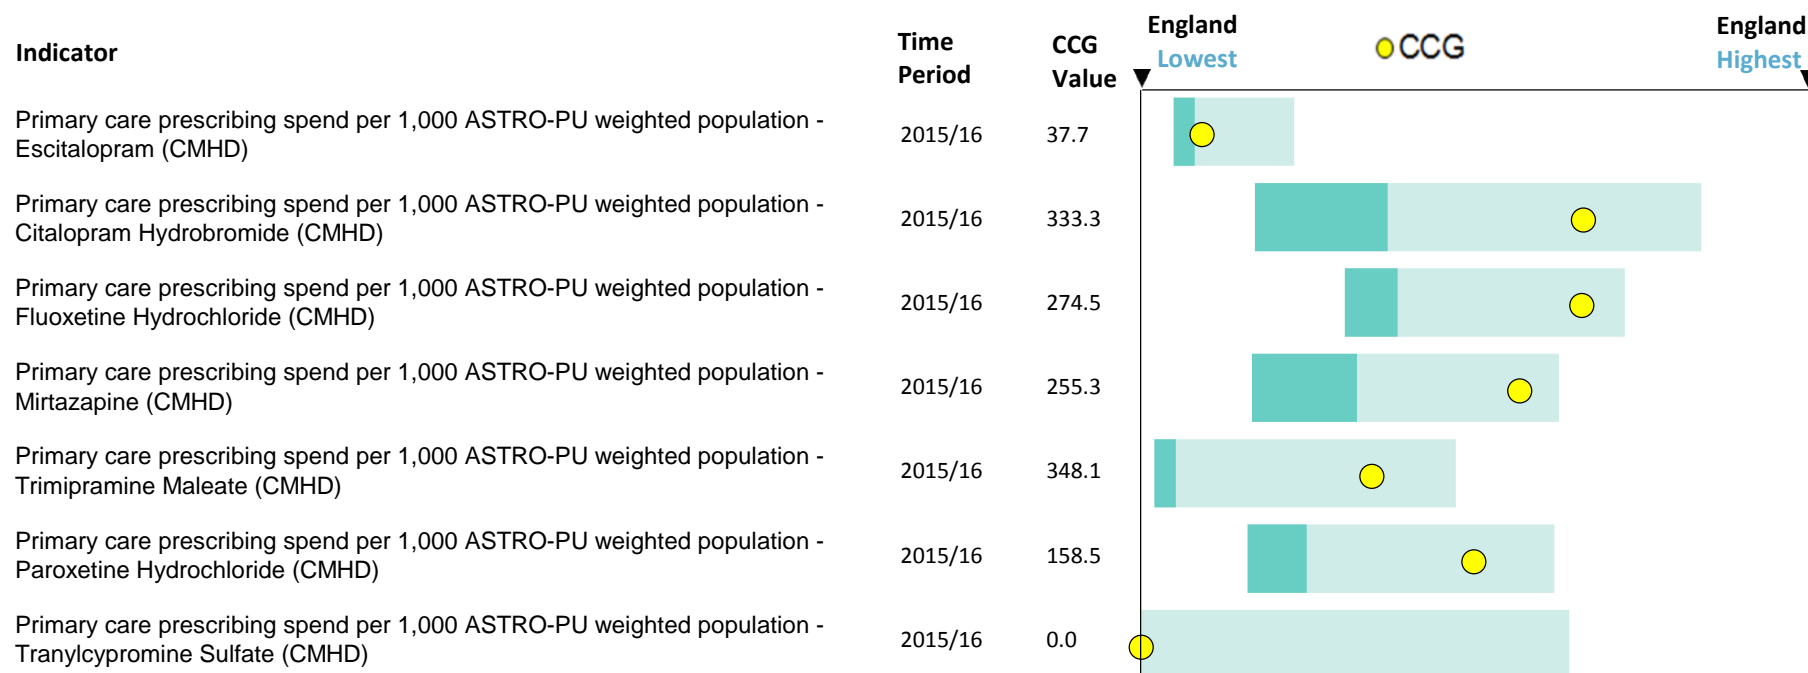 Indicator
Time
Period
CCG
Value
England
Lowest
CCG
England
Highest
Primary care prescribing spend per 1,000 ASTRO-PU weighted population -
Escitalopram (CMHD)
2015/16
37.7
Primary care prescribing spend per 1,000 ASTRO-PU weighted population -
Citalopram Hydrobromide (CMHD)
2015/16
333.3
Primary care prescribing spend per 1,000 ASTRO-PU weighted population -
Fluoxetine Hydrochloride (CMHD)
2015/16
274.5
Primary care prescribing spend per 1,000 ASTRO-PU weighted population -
Mirtazapine (CMHD)
2015/16
255.3
Primary care prescribing spend per 1,000 ASTRO-PU weighted population -
Trimipramine Maleate (CMHD)
2015/16
348.1
Primary care prescribing spend per 1,000 ASTRO-PU weighted population -
Paroxetine Hydrochloride (CMHD)
2015/16
158.5
Primary care prescribing spend per 1,000 ASTRO-PU weighted population -
Tranylcypromine Sulfate (CMHD)
2015/16
0.0